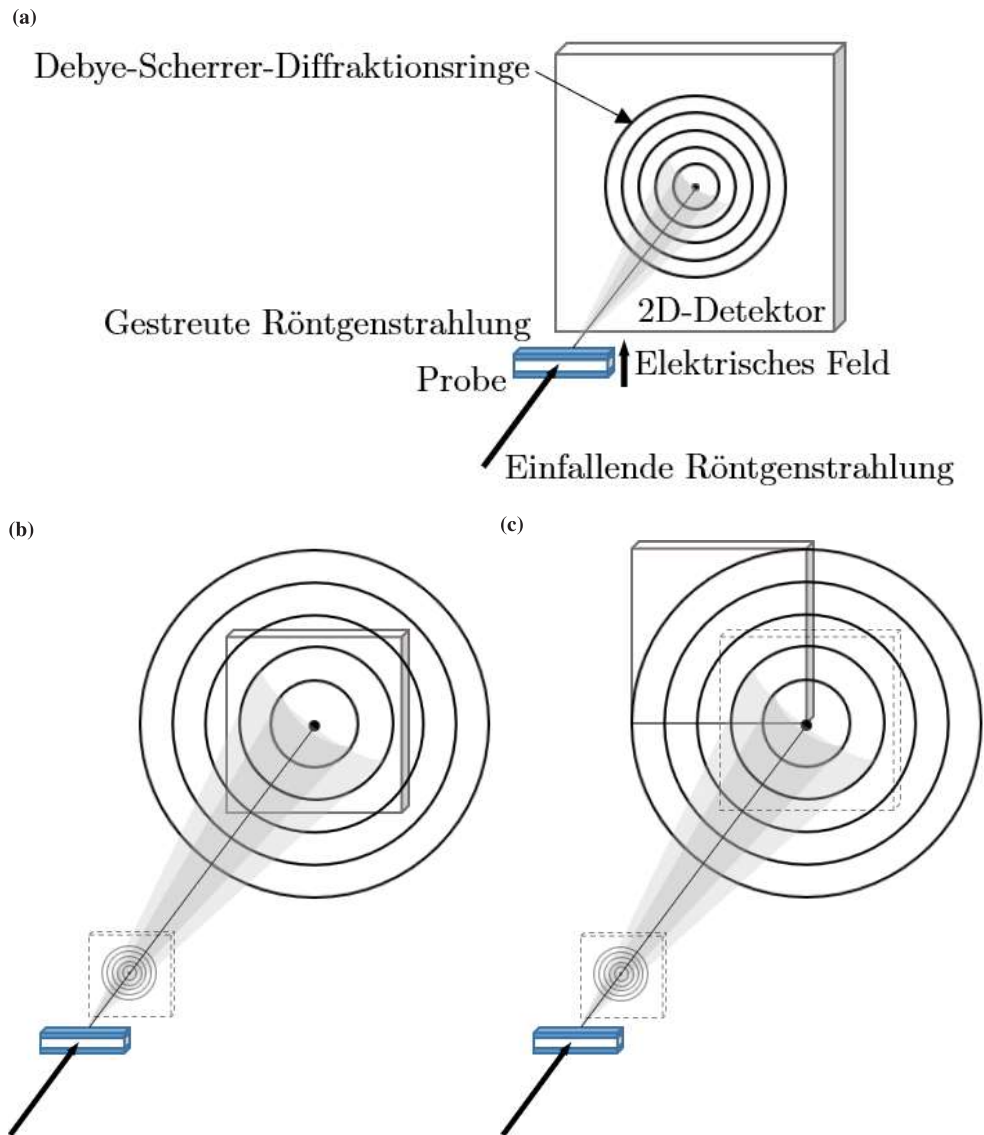 (a)
Debye-Scherrer-Diffraktionsringe
2D-Detektor
Gestreute Röntgenstrahlung
Elektrisches Feld
Probe
Einfallende Röntgenstrahlung
(b)
(c)